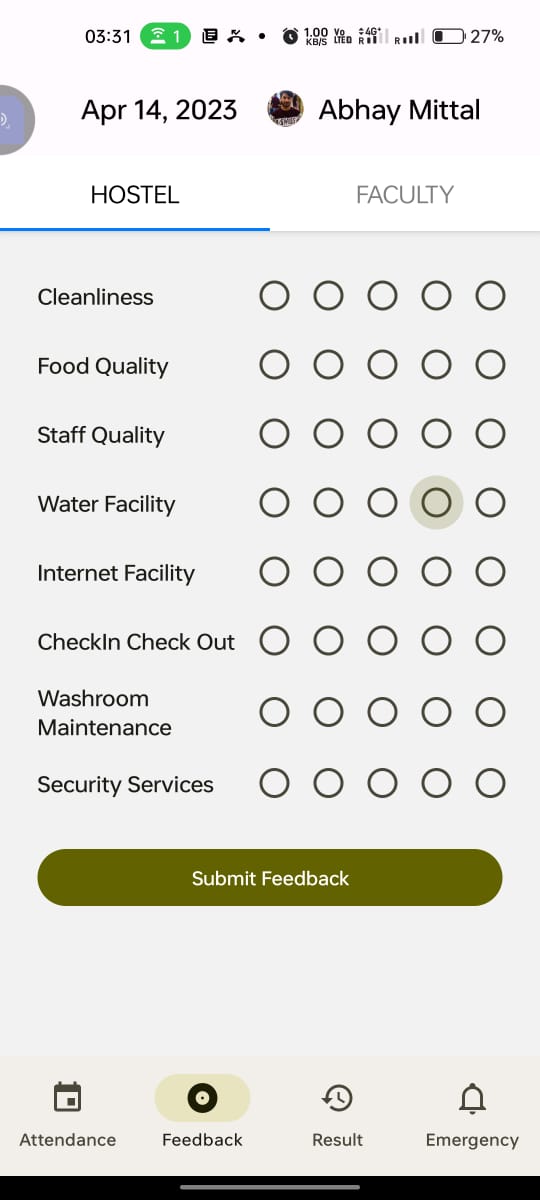 03:31 1 1.00 KB/S Vo LTE 4G+ R R 27%
Apr 14, 2023 Abhay Mittal
HOSTEL FACULTY
Cleanliness
Food Quality
Staff Quality
Water Facility
Internet Facility
CheckIn Check Out
Washroom
Maintenance
Security Services
Submit Feedback
Attendance Feedback Result Emergency